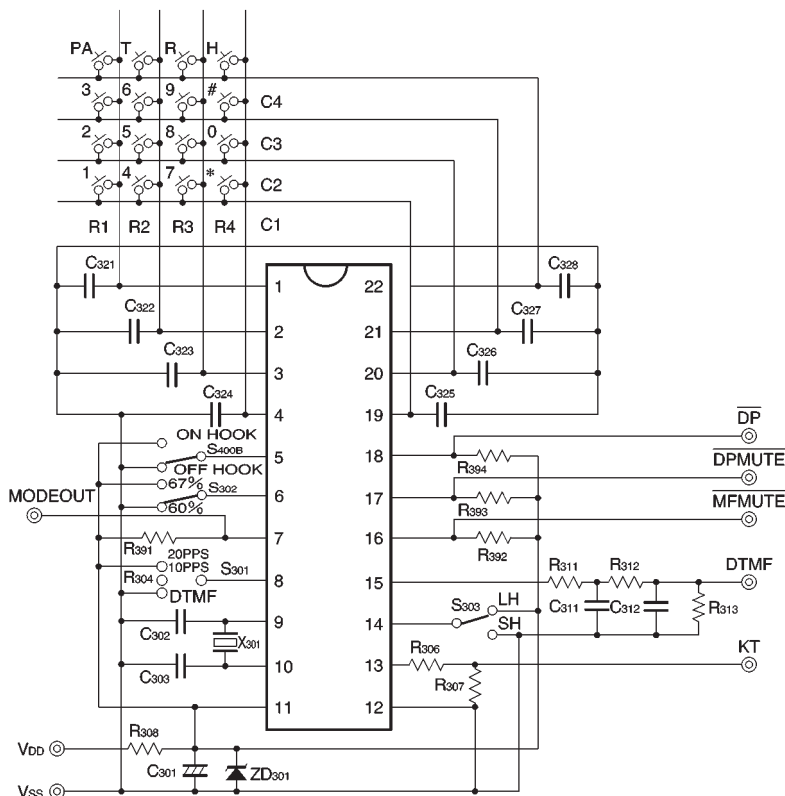 PA T R H
3 6 9 # C4
2 5 8 0 C3
1 4 7 * C2
R1 R2 R3 R4 C1
C321 C328
1 22
C322 C327
2 21
C323 C326
3 20
C324 C325
4 19
ON HOOK
DP
S400B
5 18
OFF HOOK
R394
DPMUTE
67%
S302
6 17
60%
R393
MFMUTE
MODEOUT
7 16
R391
R392
20PPS
10PPS
R304
S301
8 15
R311 R312
DTMF
DTMF
C311 C312 R313
C302
9 14
S303
LH
SH
X301
C303
10 13
R306
KT
R307
11 12
R308
VDD
C301
ZD301
VSS